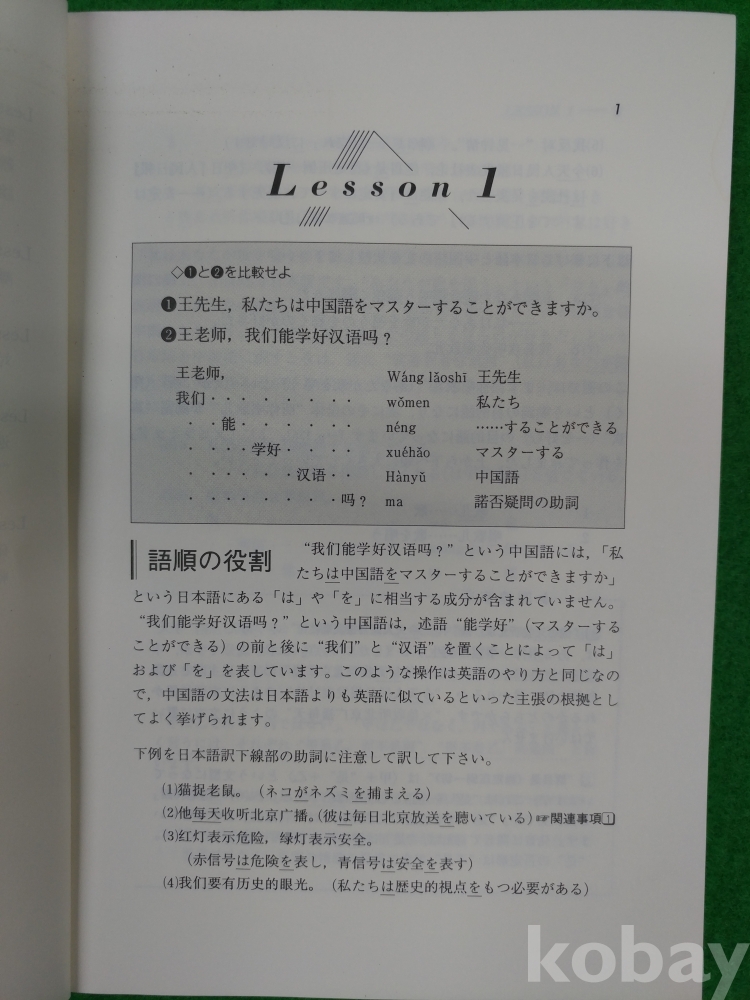 1
Lesson 1
◇❶と❷を比較せよ
❶王先生，私たちは中国語をマスターすることができますか。
❷王老师，我们能学好汉语吗？
王老师， Wáng lǎoshī 王先生
我们・・・・・・・・ wǒmen 私たち
・・能・・・・・・ néng ……することができる
・・・・学好・・・・ xuéhǎo マスターする
・・・・・・汉语・・ Hànyǔ 中国語
・・・・・・・・吗？ ma 諾否疑問の助詞
語順の役割
“我们能学好汉语吗？”という中国語には，「私
たちは中国語をマスターすることができますか」
という日本語にある「は」や「を」に相当する成分が含まれていません。
“我们能学好汉语吗？”という中国語は，述語“能学好”（マスターする
ことができる）の前と後に“我们”と“汉语”を置くことによって「は」
および「を」を表しています。このような操作は英語のやり方と同じなの
で，中国語の文法は日本語よりも英語に似ているといった主張の根拠とし
てよく挙げられます。
下例を日本語訳下線部の助詞に注意して訳して下さい。
(1)猫捉老鼠。（ネコがネズミを捕まえる）
(2)他每天收听北京广播。（彼は毎日北京放送を聴いている）☞関連事項1
(3)红灯表示危险，绿灯表示安全。
（赤信号は危険を表し，青信号は安全を表す）
(4)我们要有历史的眼光。（私たちは歴史的視点をもつ必要がある）
kobay